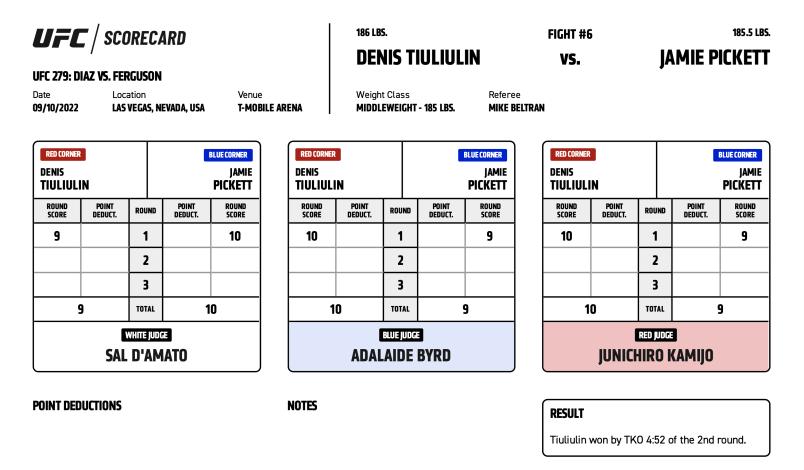 UFC / SCORECARD
UFC 279: DIAZ VS. FERGUSON
Date Location Venue
09/10/2022 LAS VEGAS, NEVADA, USA T-MOBILE ARENA
186 LBS. FIGHT #6 185.5 LBS.
DENIS TIULIULIN VS. JAMIE PICKETT
Weight Class Referee
MIDDLEWEIGHT - 185 LBS. MIKE BELTRAN
RED CORNER BLUE CORNER
DENIS JAMIE
TIULIULIN PICKETT
ROUND SCORE POINT DEDUCT. ROUND POINT DEDUCT. ROUND SCORE
9 1 10
2
3
9 TOTAL 10
WHITE JUDGE
SAL D'AMATO
RED CORNER BLUE CORNER
DENIS JAMIE
TIULIULIN PICKETT
ROUND SCORE POINT DEDUCT. ROUND POINT DEDUCT. ROUND SCORE
10 1 9
2
3
10 TOTAL 9
BLUE JUDGE
ADALAIDE BYRD
RED CORNER BLUE CORNER
DENIS JAMIE
TIULIULIN PICKETT
ROUND SCORE POINT DEDUCT. ROUND POINT DEDUCT. ROUND SCORE
10 1 9
2
3
10 TOTAL 9
RED JUDGE
JUNICHIRO KAMIJO
POINT DEDUCTIONS
NOTES
RESULT
Tiuliulin won by TKO 4:52 of the 2nd round.